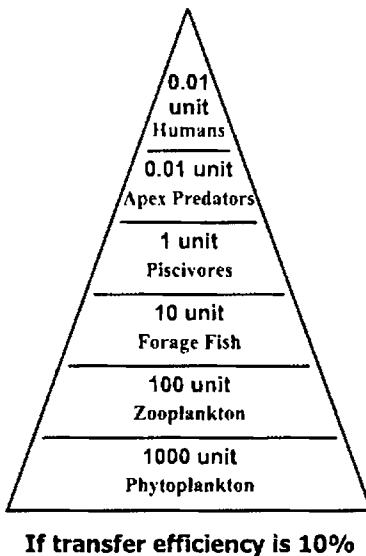 0.01
unit
Humans
0.01 unit
Apex Predators
1 unit
Piscivores
10 unit
Forage Fish
100 unit
Zooplankton
1000 unit
Phytoplankton
If transfer efficiency is 10%